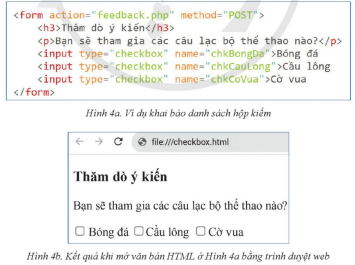 <form action="feedback.php" method="POST">
<h3>Thăm dò ý kiến</h3>
<p>Bạn sẽ tham gia các câu lạc bộ thể thao nào?</p>
<input type="checkbox" name="chkBongDa">Bóng đá
<input type="checkbox" name="chkCauLong">Cầu lông
<input type="checkbox" name="chkCoVua">Cờ vua
</form>
Hình 4a. Ví dụ khai báo danh sách hộp kiểm
file:///checkbox.html
Thăm dò ý kiến
Bạn sẽ tham gia các câu lạc bộ thể thao nào?
Bóng đá Cầu lông Cờ vua
Hình 4b. Kết quả khi mở văn bản HTML ở Hình 4a bằng trình duyệt web